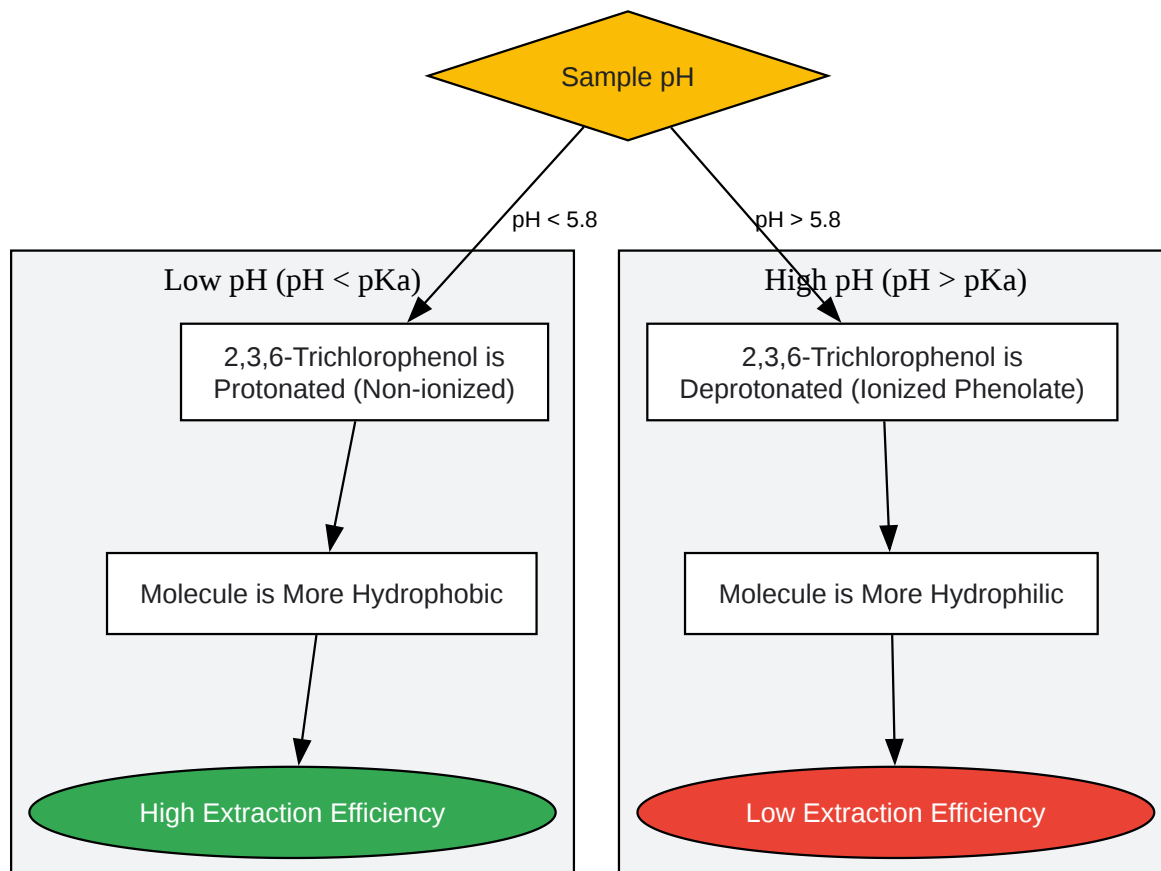 Sample pH
pH < 5.8
pH > 5.8
Low pH (pH < pKa)
High pH (pH > pKa)
2,3,6-Trichlorophenol is
Protonated (Non-ionized)
2,3,6-Trichlorophenol is
Deprotonated (Ionized Phenolate)
Molecule is More Hydrophobic
Molecule is More Hydrophilic
High Extraction Efficiency
Low Extraction Efficiency